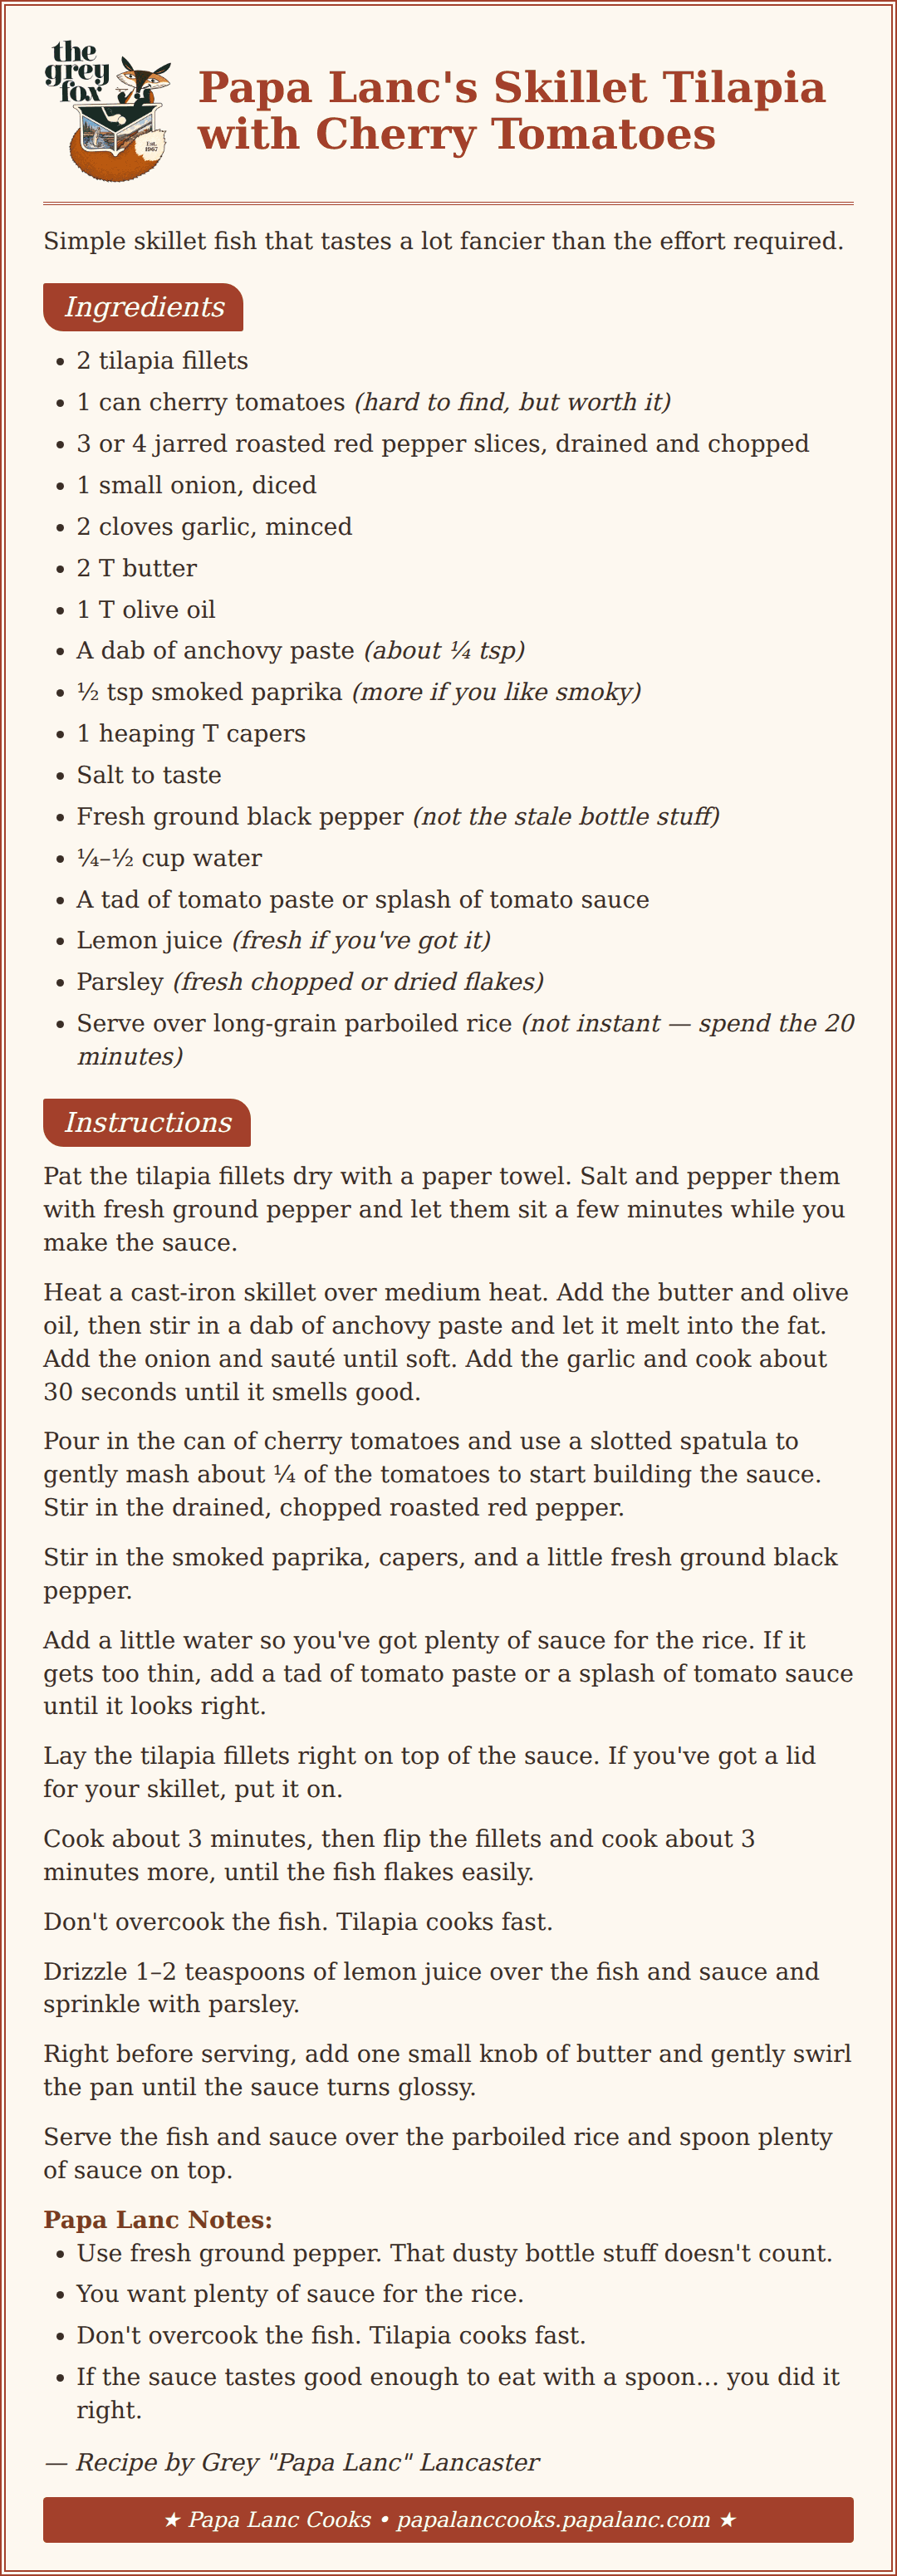 the
grey
fox
Est.
1967
Papa Lanc's Skillet Tilapia
with Cherry Tomatoes
Simple skillet fish that tastes a lot fancier than the effort required.
Ingredients
• 2 tilapia fillets
• 1 can cherry tomatoes (hard to find, but worth it)
• 3 or 4 jarred roasted red pepper slices, drained and chopped
• 1 small onion, diced
• 2 cloves garlic, minced
• 2 T butter
• 1 T olive oil
• A dab of anchovy paste (about ¼ tsp)
• ½ tsp smoked paprika (more if you like smoky)
• 1 heaping T capers
• Salt to taste
• Fresh ground black pepper (not the stale bottle stuff)
• ¼–½ cup water
• A tad of tomato paste or splash of tomato sauce
• Lemon juice (fresh if you've got it)
• Parsley (fresh chopped or dried flakes)
• Serve over long-grain parboiled rice (not instant — spend the 20
minutes)
Instructions
Pat the tilapia fillets dry with a paper towel. Salt and pepper them
with fresh ground pepper and let them sit a few minutes while you
make the sauce.
Heat a cast-iron skillet over medium heat. Add the butter and olive
oil, then stir in a dab of anchovy paste and let it melt into the fat.
Add the onion and sauté until soft. Add the garlic and cook about
30 seconds until it smells good.
Pour in the can of cherry tomatoes and use a slotted spatula to
gently mash about ¼ of the tomatoes to start building the sauce.
Stir in the drained, chopped roasted red pepper.
Stir in the smoked paprika, capers, and a little fresh ground black
pepper.
Add a little water so you've got plenty of sauce for the rice. If it
gets too thin, add a tad of tomato paste or a splash of tomato sauce
until it looks right.
Lay the tilapia fillets right on top of the sauce. If you've got a lid
for your skillet, put it on.
Cook about 3 minutes, then flip the fillets and cook about 3
minutes more, until the fish flakes easily.
Don't overcook the fish. Tilapia cooks fast.
Drizzle 1–2 teaspoons of lemon juice over the fish and sauce and
sprinkle with parsley.
Right before serving, add one small knob of butter and gently swirl
the pan until the sauce turns glossy.
Serve the fish and sauce over the parboiled rice and spoon plenty
of sauce on top.
Papa Lanc Notes:
• Use fresh ground pepper. That dusty bottle stuff doesn't count.
• You want plenty of sauce for the rice.
• Don't overcook the fish. Tilapia cooks fast.
• If the sauce tastes good enough to eat with a spoon… you did it
right.
— Recipe by Grey "Papa Lanc" Lancaster
★ Papa Lanc Cooks • papalanccooks.papalanc.com ★